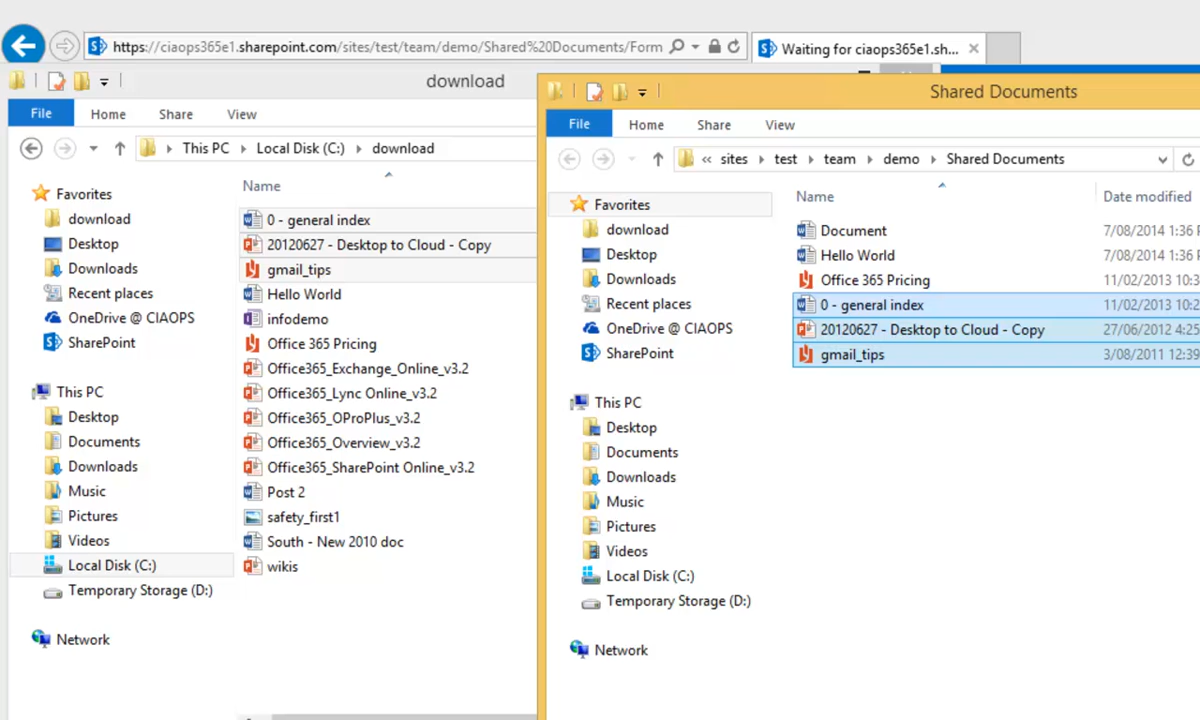 https://ciaops365e1.sharepoint.com/sites/test/team/demo/Shared%20Documents/Form
Waiting for ciaops365e1.sh...
download
File
Home
Share
View
This PC
Local Disk (C:)
download
Favorites
download
Desktop
Downloads
Recent places
OneDrive @ CIAOPS
SharePoint
This PC
Desktop
Documents
Downloads
Music
Pictures
Videos
Local Disk (C:)
Temporary Storage (D:)
Network
Name
0 - general index
20120627 - Desktop to Cloud - Copy
gmail_tips
Hello World
infodemo
Office 365 Pricing
Office365_Exchange_Online_v3.2
Office365_Lync Online_v3.2
Office365_OProPlus_v3.2
Office365_Overview_v3.2
Office365_SharePoint Online_v3.2
Post 2
safety_first1
South - New 2010 doc
wikis
Shared Documents
File
Home
Share
View
« sites
test
team
demo
Shared Documents
Favorites
download
Desktop
Downloads
Recent places
OneDrive @ CIAOPS
SharePoint
This PC
Desktop
Documents
Downloads
Music
Pictures
Videos
Local Disk (C:)
Temporary Storage (D:)
Network
Name
Date modified
Document
7/08/2014 1:36
Hello World
7/08/2014 1:36
Office 365 Pricing
11/02/2013 10:3
0 - general index
11/02/2013 10:2
20120627 - Desktop to Cloud - Copy
27/06/2012 4:25
gmail_tips
3/08/2011 12:39